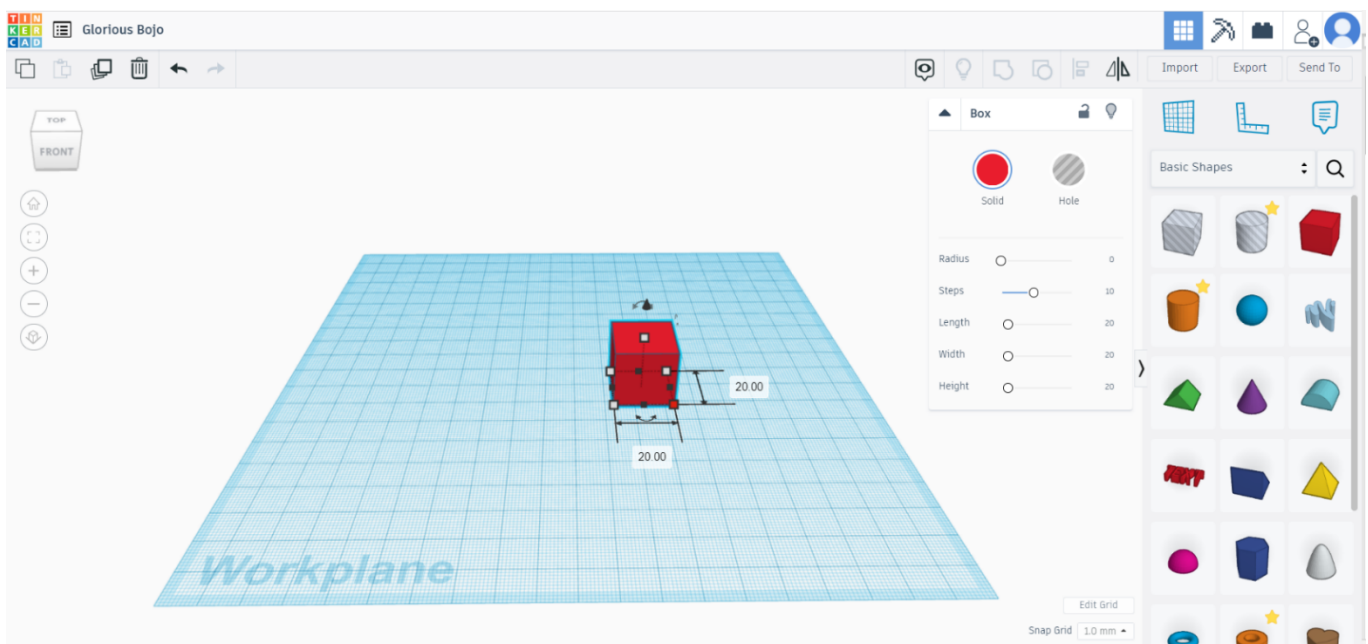 TIN
KER
CAD
Glorious Bojo
Import
Export
Send To
TOP
FRONT
Box
Solid
Hole
Radius 0
Steps 10
Length 20
Width 20
Height 20
Basic Shapes
20.00
20.00
TEXT
Workplane
Edit Grid
Snap Grid 1.0 mm